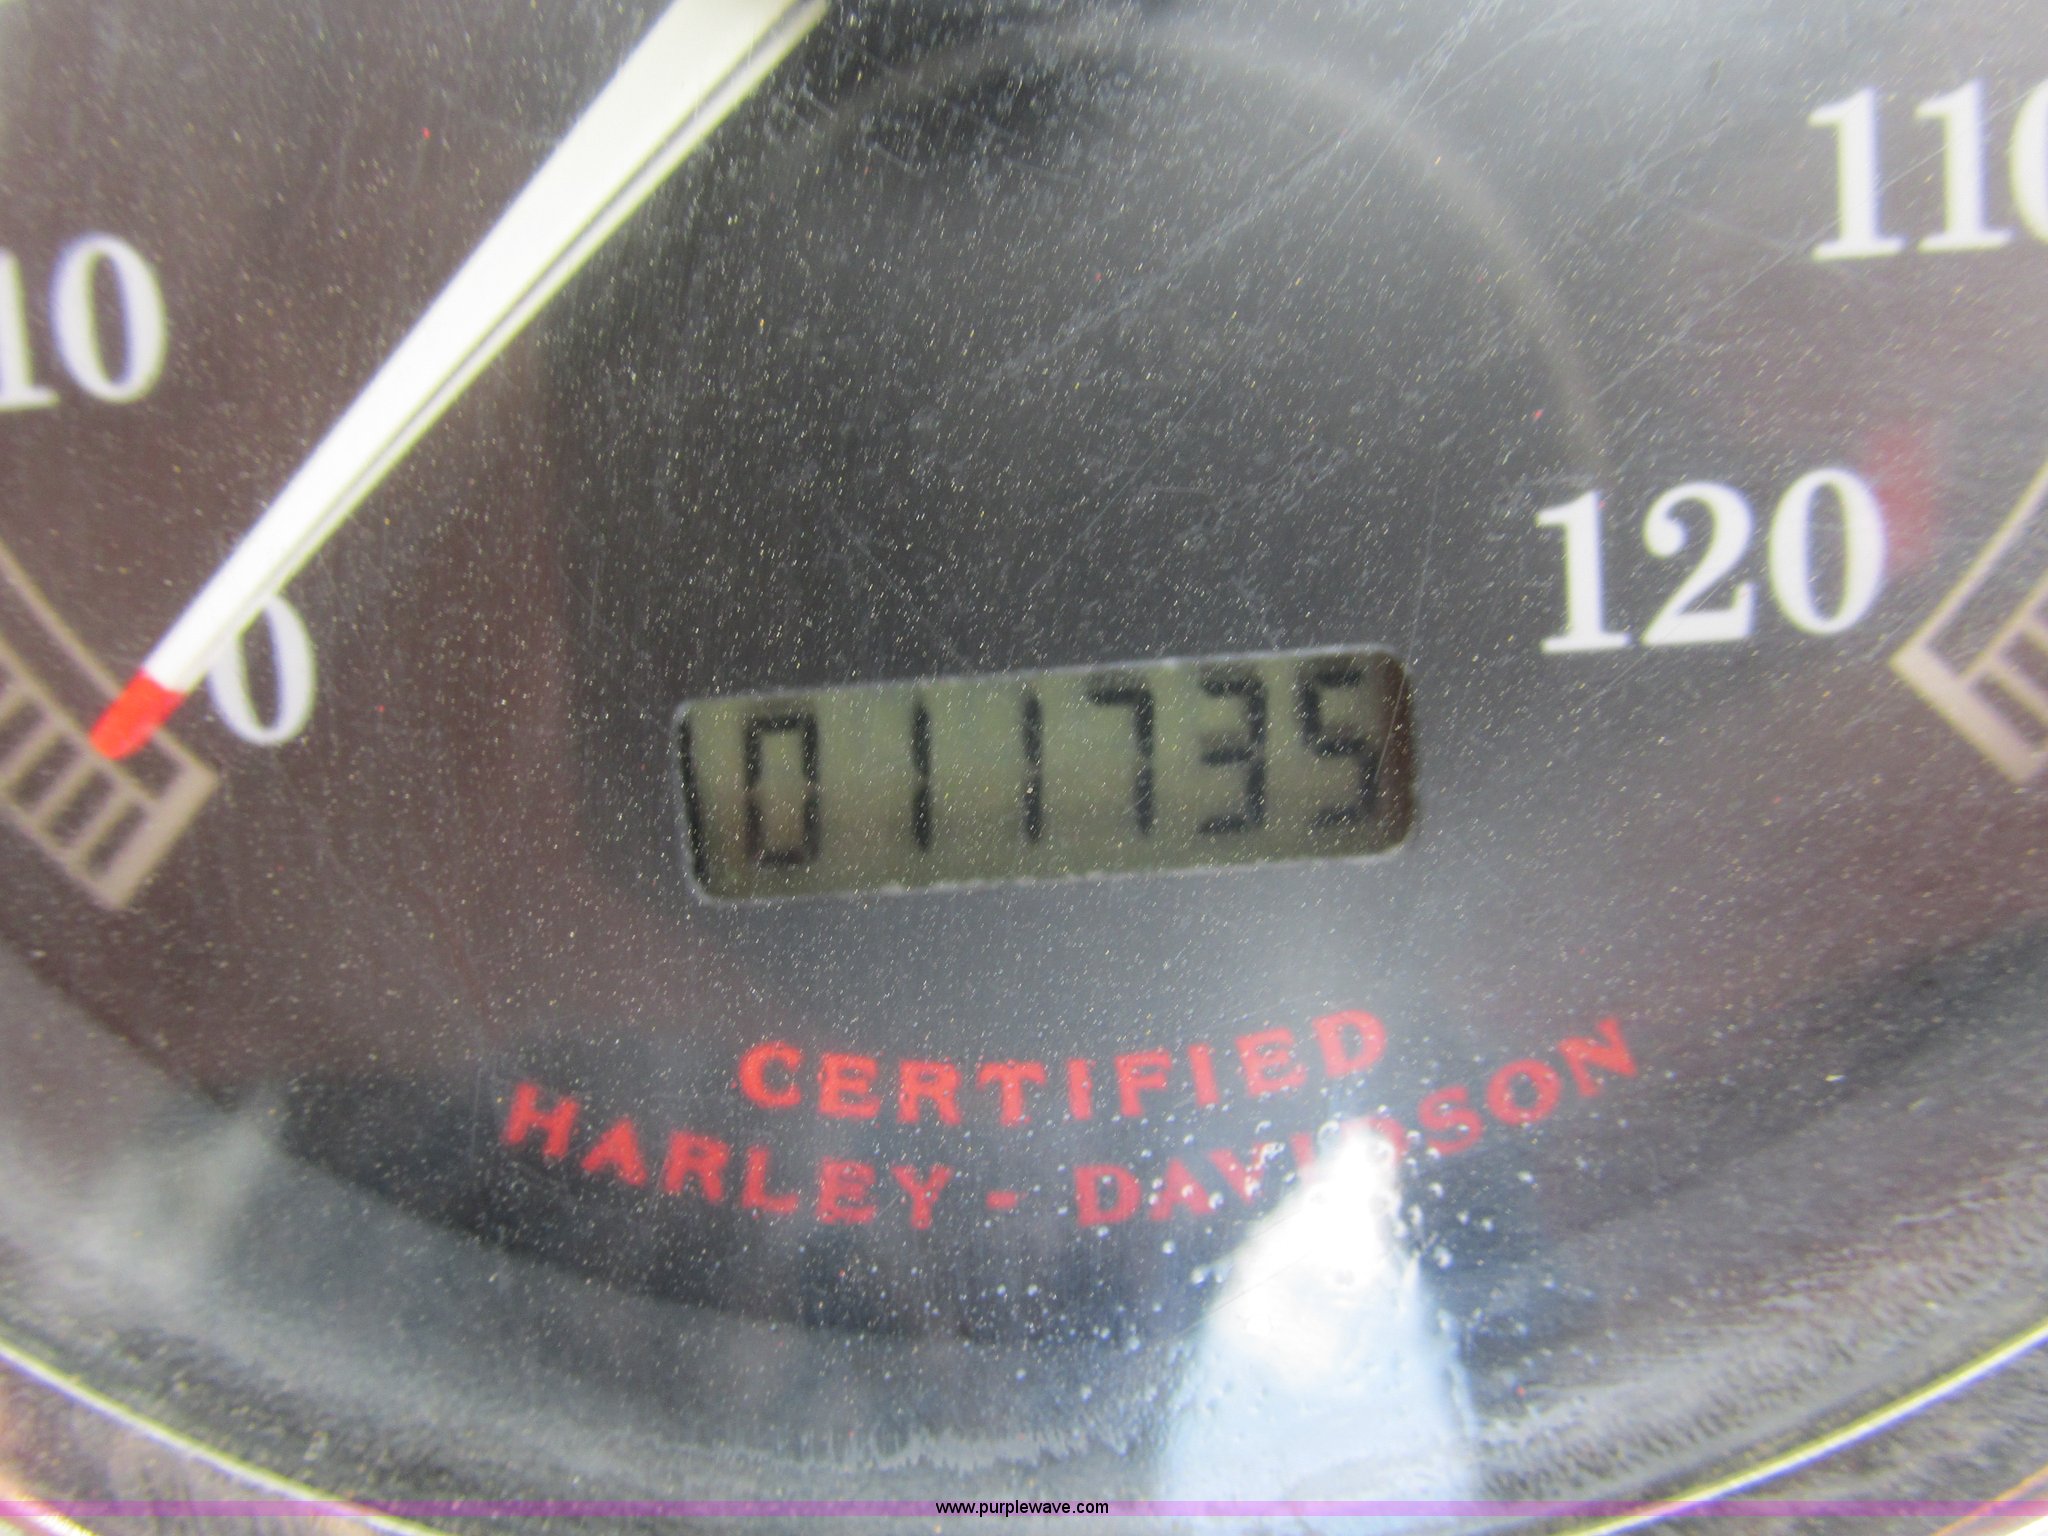 110
10
120
0
011735
CERTIFIED
HARLEY - DAVIDSON
www.purplewave.com